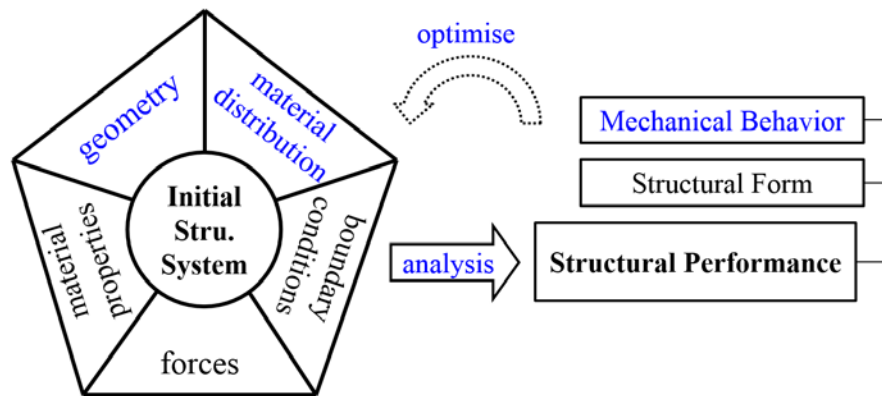 optimise
geometry
material
distribution
Mechanical Behavior
Structural Form
Initial
Stru.
System
material
properties
boundary
conditions
analysis
Structural Performance
forces